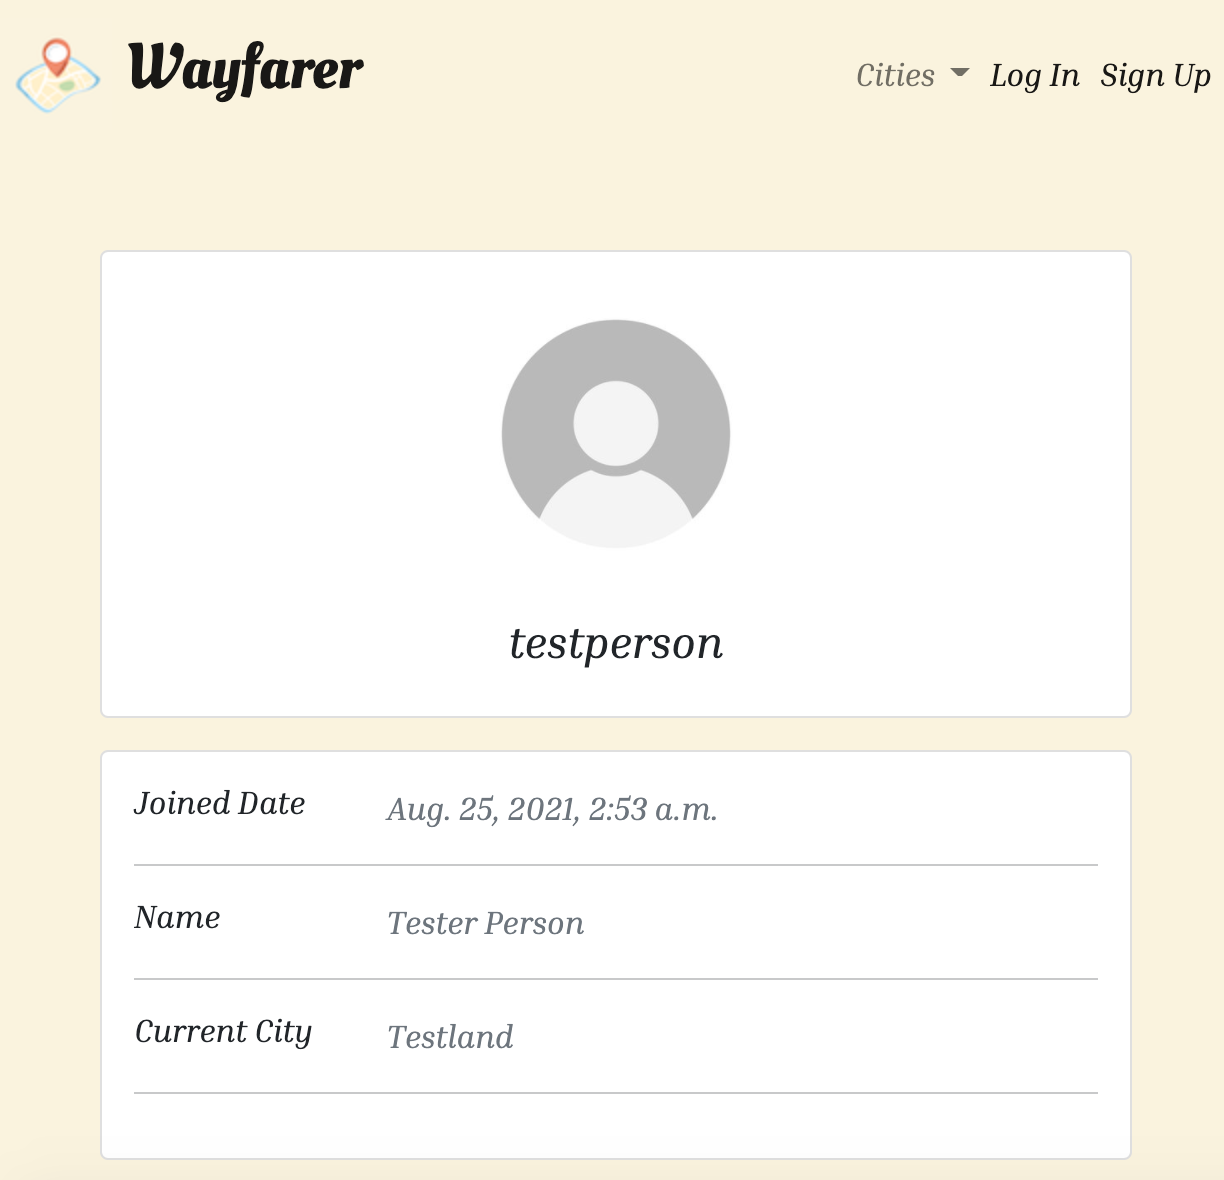 Wayfarer
Cities Log In Sign Up
testperson
Joined Date Aug. 25, 2021, 2:53 a.m.
Name Tester Person
Current City Testland